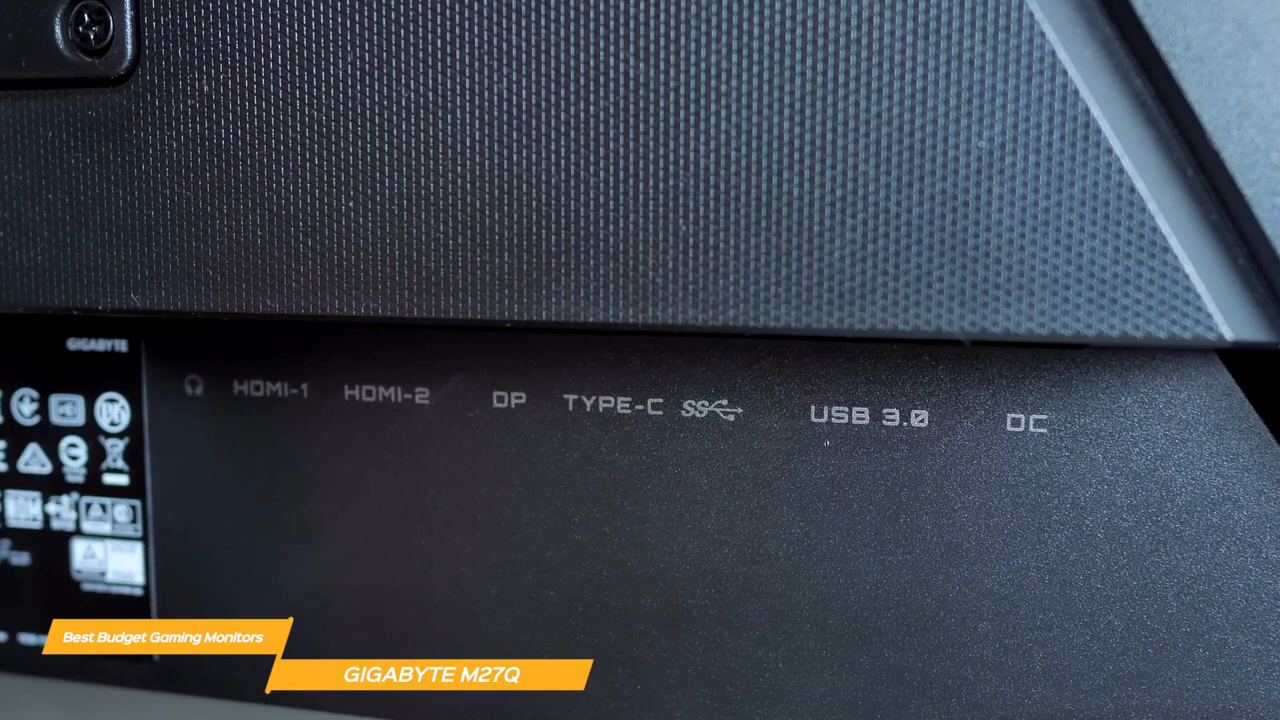 GIGABYTE
HDMI-1 HDMI-2 DP TYPE-C SS USB 3.0 DC
Best Budget Gaming Monitors
GIGABYTE M27Q